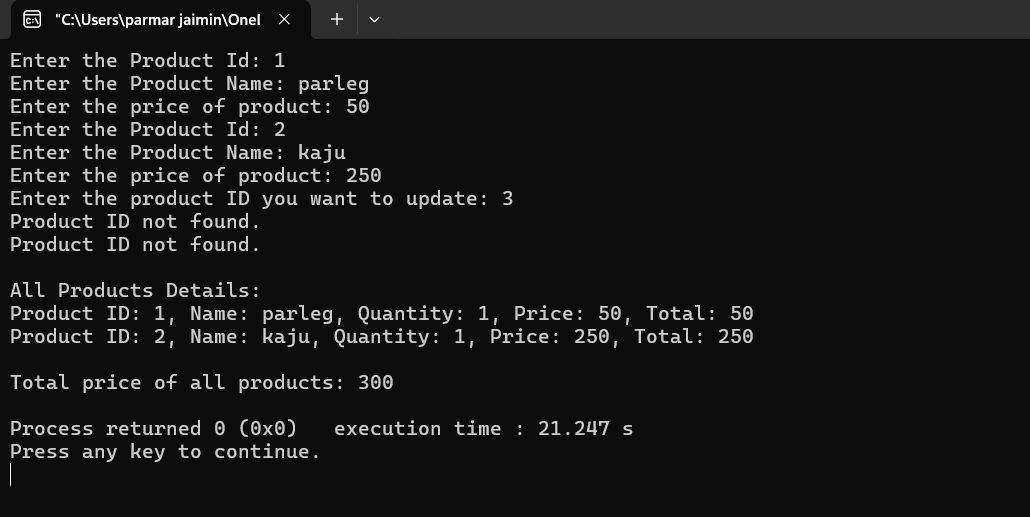 "C:\Users\parmar jaimin\OneI
Enter the Product Id: 1
Enter the Product Name: parleg
Enter the price of product: 50
Enter the Product Id: 2
Enter the Product Name: kaju
Enter the price of product: 250
Enter the product ID you want to update: 3
Product ID not found.
Product ID not found.
All Products Details:
Product ID: 1, Name: parleg, Quantity: 1, Price: 50, Total: 50
Product ID: 2, Name: kaju, Quantity: 1, Price: 250, Total: 250
Total price of all products: 300
Process returned 0 (0x0)   execution time : 21.247 s
Press any key to continue.